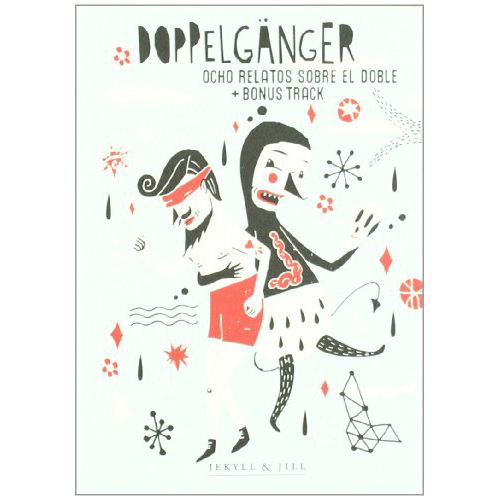 DOPPELGÄNGER
OCHO RELATOS SOBRE EL DOBLE
+ BONUS TRACK
JEKYLL & JILL